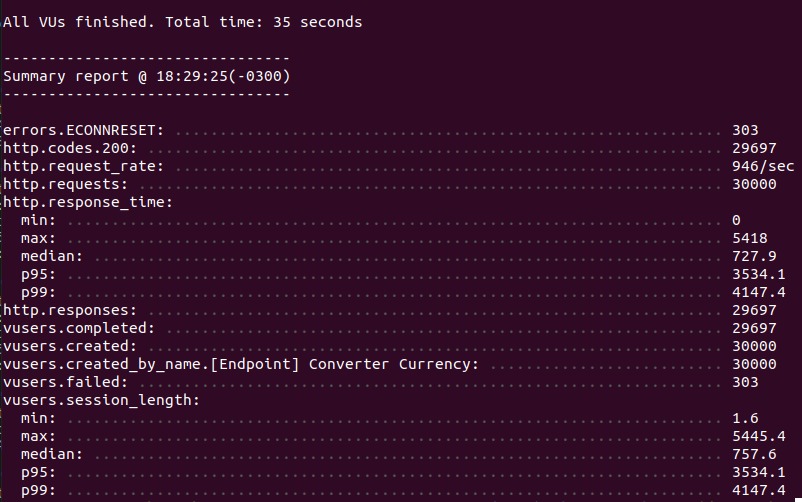 All VUs finished. Total time: 35 seconds
--------------------------------
Summary report @ 18:29:25(-0300)
--------------------------------
errors.ECONNRESET: .............................................................. 303
http.codes.200: ................................................................. 29697
http.request_rate: .............................................................. 946/sec
http.requests: .................................................................. 30000
http.response_time:
  min: .......................................................................... 0
  max: .......................................................................... 5418
  median: ....................................................................... 727.9
  p95: .......................................................................... 3534.1
  p99: .......................................................................... 4147.4
http.responses: ................................................................. 29697
vusers.completed: ............................................................... 29697
vusers.created: ................................................................. 30000
vusers.created_by_name.[Endpoint] Converter Currency: ........................... 30000
vusers.failed: .................................................................. 303
vusers.session_length:
  min: .......................................................................... 1.6
  max: .......................................................................... 5445.4
  median: ....................................................................... 757.6
  p95: .......................................................................... 3534.1
  p99: .......................................................................... 4147.4